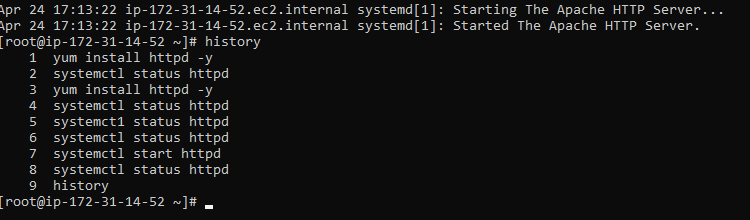 Apr 24 17:13:22 ip-172-31-14-52.ec2.internal systemd[1]: Starting The Apache HTTP Server...
Apr 24 17:13:22 ip-172-31-14-52.ec2.internal systemd[1]: Started The Apache HTTP Server.
[root@ip-172-31-14-52 ~]# history
1 yum install httpd -y
2 systemctl status httpd
3 yum install httpd -y
4 systemctl status httpd
5 systemct1 status httpd
6 systemctl status httpd
7 systemctl start httpd
8 systemctl status httpd
9 history
[root@ip-172-31-14-52 ~]#